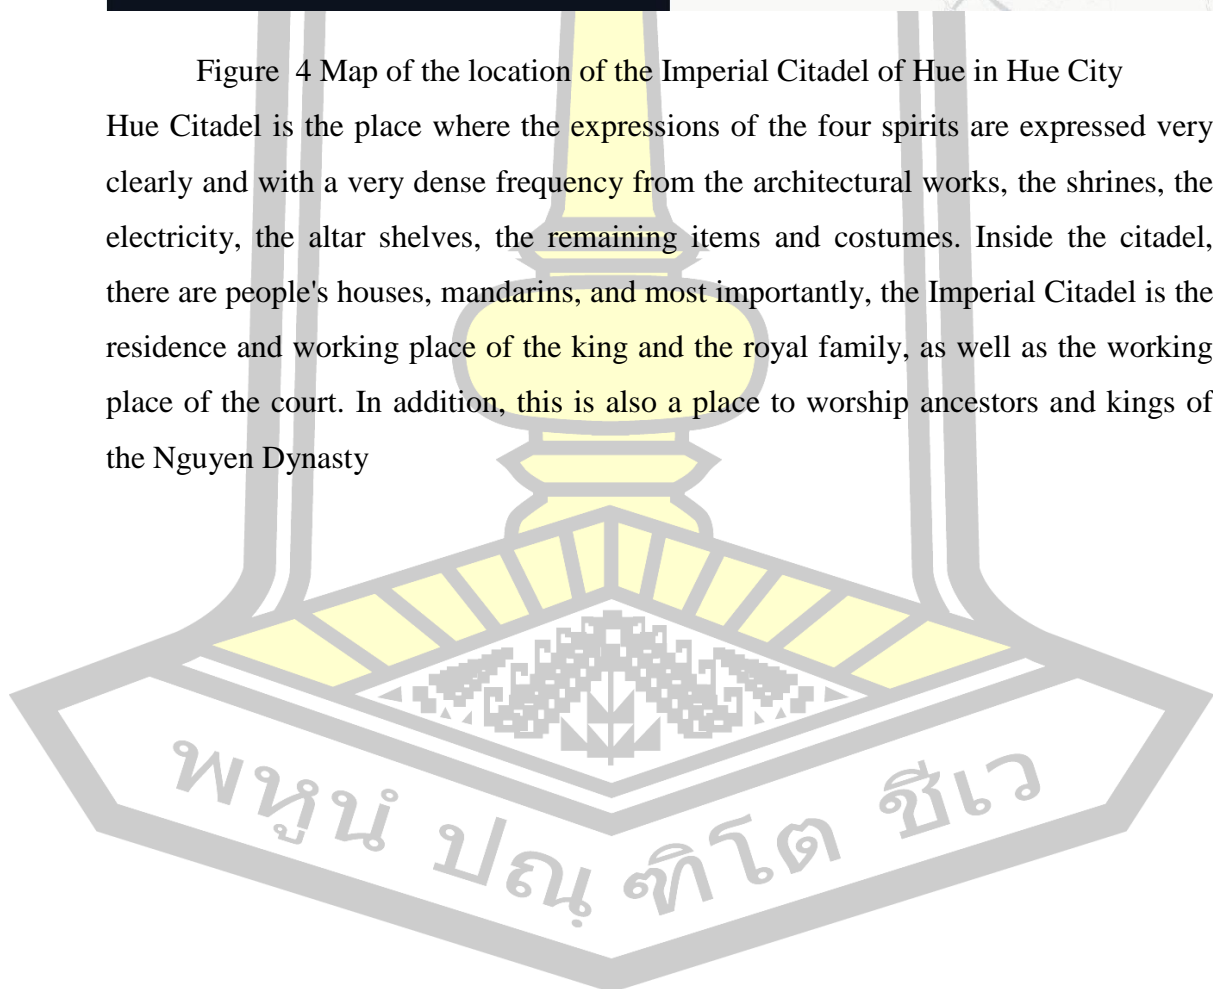 Figure 4 Map of the location of the Imperial Citadel of Hue in Hue City
Hue Citadel is the place where the expressions of the four spirits are expressed very
clearly and with a very dense frequency from the architectural works, the shrines, the
electricity, the altar shelves, the remaining items and costumes. Inside the citadel,
there are people's houses, mandarins, and most importantly, the Imperial Citadel is the
residence and working place of the king and the royal family, as well as the working
place of the court. In addition, this is also a place to worship ancestors and kings of
the Nguyen Dynasty
พหูนํ ปณฺ ฑิโต ชีเว